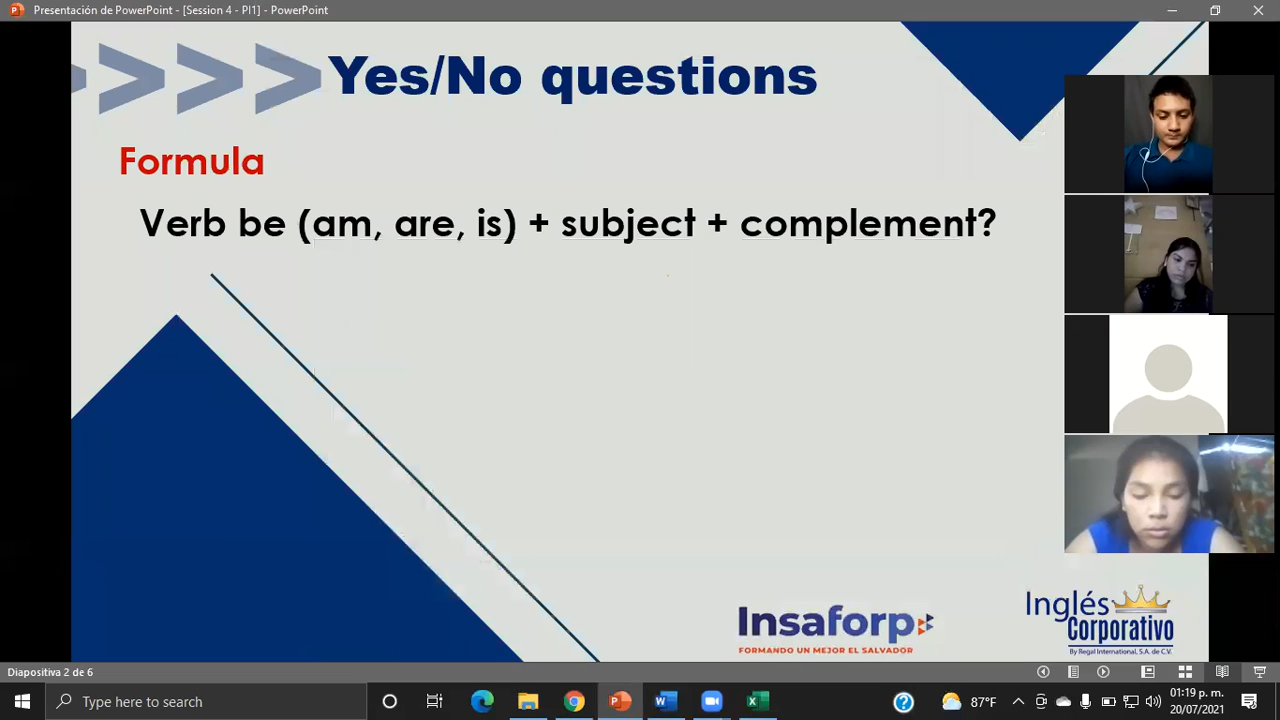 Presentación de PowerPoint - [Session 4 - PI1] - PowerPoint
Yes/No questions
Formula
Verb be (am, are, is) + subject + complement?
Insaforp
FORMANDO UN MEJOR EL SALVADOR
Inglés
Corporativo
By Regal International, S.A. de C.V.
Diapositiva 2 de 6
Type here to search
87°F
01:19 p. m.
20/07/2021